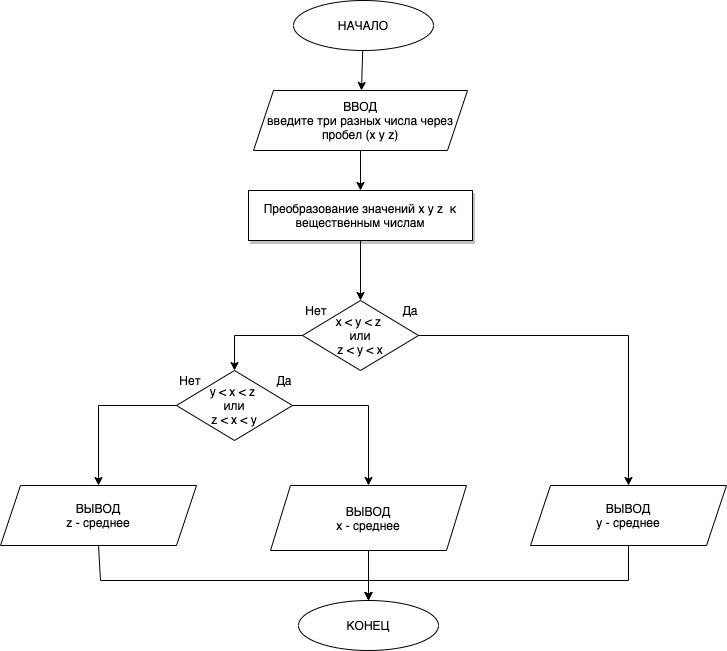 НАЧАЛО
ВВОД
введите три разных числа через
пробел (x y z)
Преобразование значений x y z к
вещественным числам
Нет
Да
x < y < z
или
z < y < x
Нет
Да
y < x < z
или
z < x < y
ВЫВОД
z - среднее
ВЫВОД
x - среднее
ВЫВОД
y - среднее
КОНЕЦ